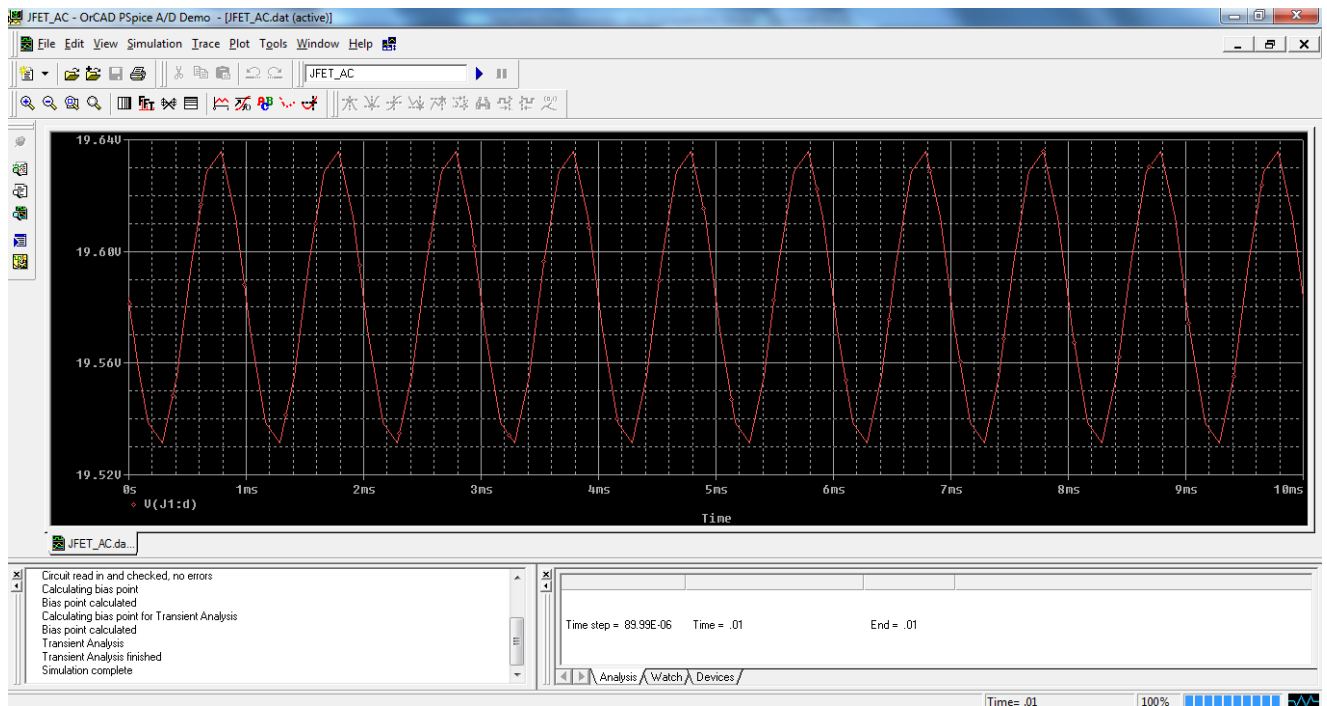 JFET_AC - OrCAD PSpice A/D Demo - [JFET_AC.dat (active)]
File Edit View Simulation Trace Plot Tools Window Help
JFET_AC
19.64V
19.60V
19.56V
19.52V
0s 1ms 2ms 3ms 4ms 5ms 6ms 7ms 8ms 9ms 10ms
V(J1:d)
Time
JFET_AC.da...
Circuit read in and checked, no errors
Calculating bias point
Bias point calculated
Calculating bias point for Transient Analysis
Bias point calculated
Transient Analysis
Transient Analysis finished
Simulation complete
Time step = 89.99E-06 Time = .01 End = .01
Analysis Watch Devices
Time= .01 100%